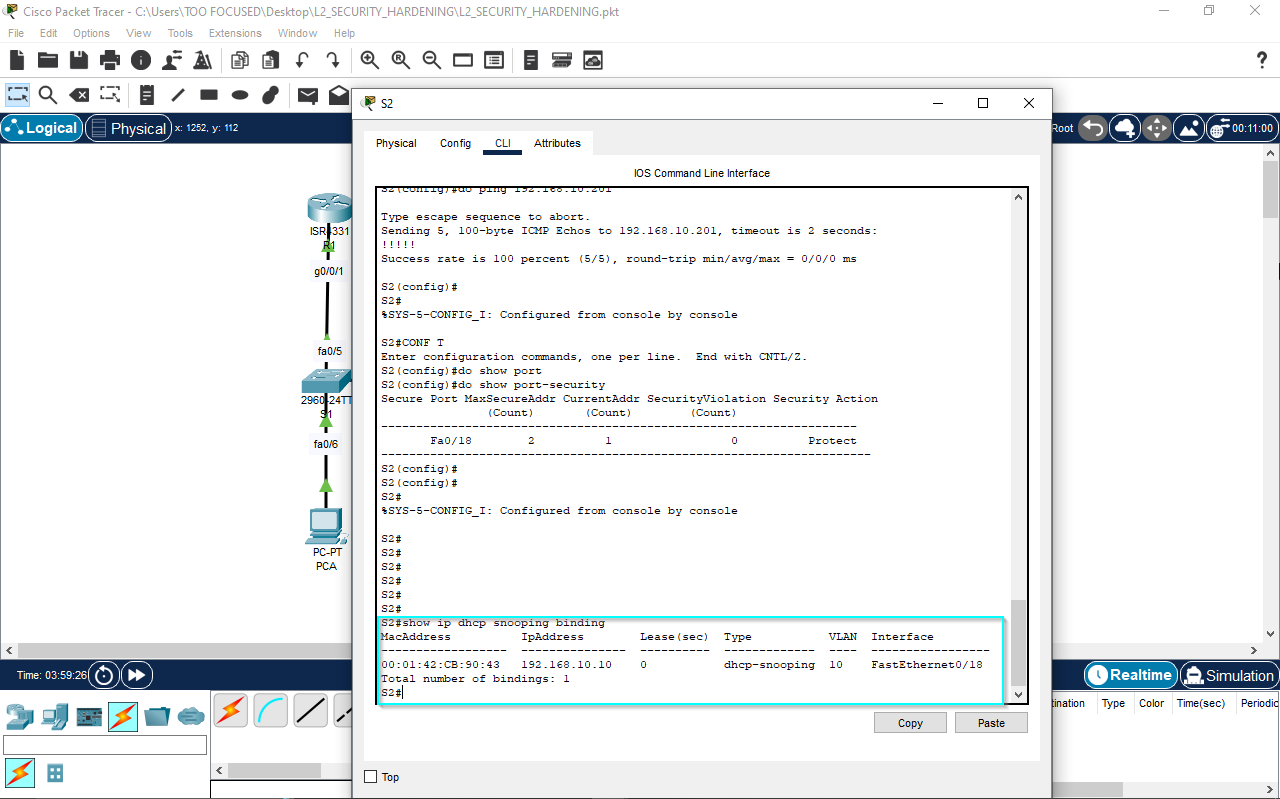 Cisco Packet Tracer - C:\Users\TOO FOCUSED\Desktop\L2_SECURITY_HARDENING\L2_SECURITY_HARDENING.pkt
File Edit Options View Tools Extensions Window Help
?
Logical Physical x: 1252, y: 112
Root 00:11:00
ISR4331
R1
g0/0/1
fa0/5
2960-24TT
S1
fa0/6
PC-PT
PCA
S2
Physical Config CLI Attributes
IOS Command Line Interface
S2(config)#do ping 192.168.10.201
Type escape sequence to abort.
Sending 5, 100-byte ICMP Echos to 192.168.10.201, timeout is 2 seconds:
!!!!!
Success rate is 100 percent (5/5), round-trip min/avg/max = 0/0/0 ms
S2(config)#
S2#
%SYS-5-CONFIG_I: Configured from console by console
S2#CONF T
Enter configuration commands, one per line.  End with CNTL/Z.
S2(config)#do show port
S2(config)#do show port-security
Secure Port MaxSecureAddr CurrentAddr SecurityViolation Security Action
(Count) (Count) (Count)
--------------------------------------------------------------------
Fa0/18 2 1 0 Protect
----------------------------------------------------------------------
S2(config)#
S2(config)#
S2#
%SYS-5-CONFIG_I: Configured from console by console
S2#
S2#
S2#
S2#
S2#
S2#
S2#show ip dhcp snooping binding
MacAddress IpAddress Lease(sec) Type VLAN Interface
------------------ --------------- ---------- ------------- ---- -----------------
00:01:42:CB:90:43 192.168.10.10 0 dhcp-snooping 10 FastEthernet0/18
Total number of bindings: 1
S2#
Copy Paste
Top
Time: 03:59:26
Realtime Simulation
tination Type Color Time(sec) Periodic